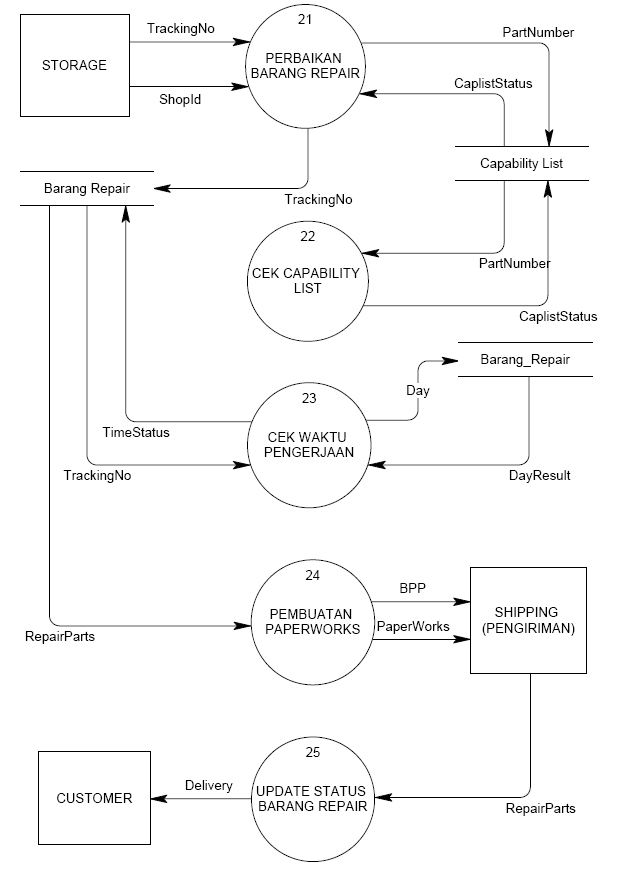 21
TrackingNo
PartNumber
STORAGE
PERBAIKAN
BARANG REPAIR
CaplistStatus
ShopId
Capability List
Barang Repair
TrackingNo
22
CEK CAPABILITY
LIST
PartNumber
CaplistStatus
Barang_Repair
23
Day
TimeStatus
CEK WAKTU
PENGERJAAN
TrackingNo
DayResult
24
BPP
PEMBUATAN
PAPERWORKS
PaperWorks
SHIPPING
(PENGIRIMAN)
RepairParts
25
Delivery
CUSTOMER
UPDATE STATUS
BARANG REPAIR
RepairParts